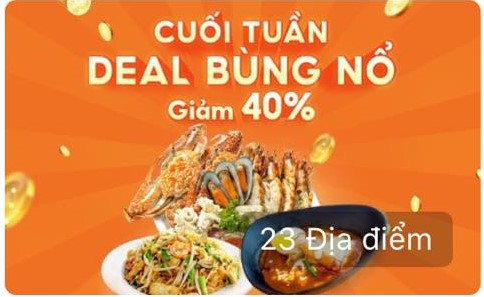 CUỐI TUẦN
DEAL BÙNG NỔ
Giảm 40%
23 Địa điểm